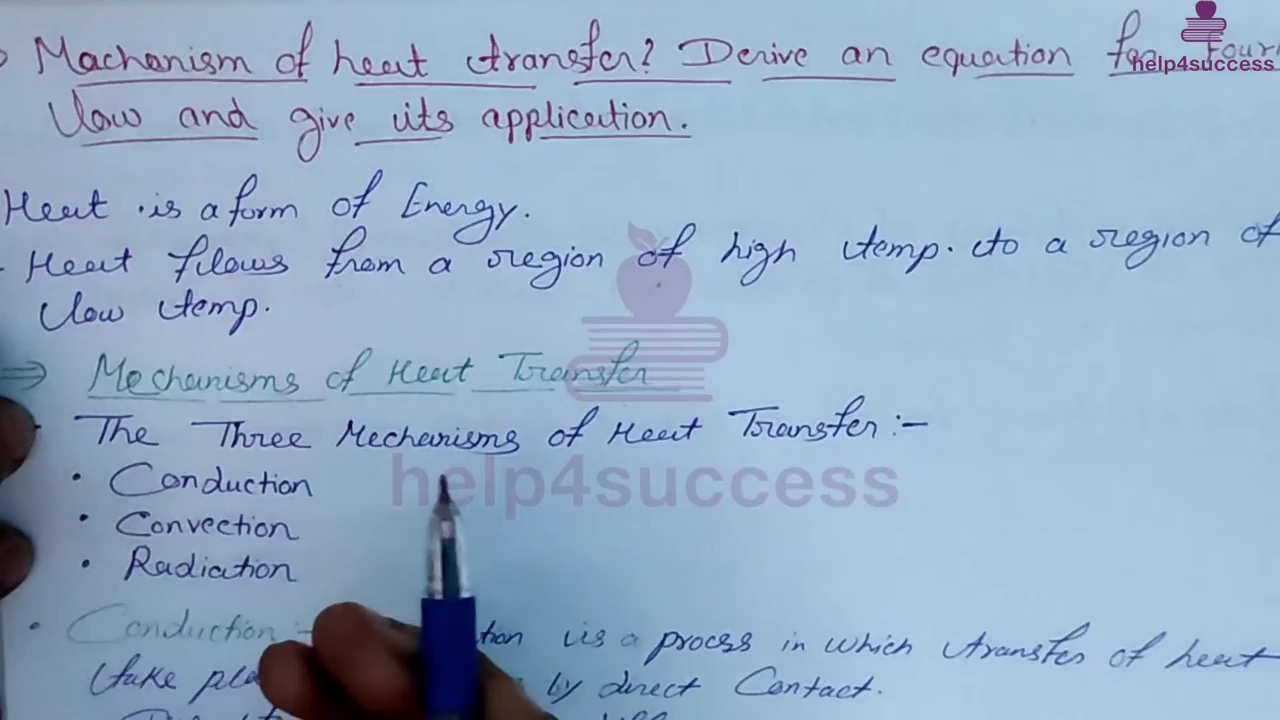 Mechanism of heat transfer? Derive an equation for Four
law and give its application.
Heat is a form of Energy.
- Heat flows from a region of high temp. to a region of
low temp.
⇒ Mechanisms of Heat Transfer
The Three Mechanisms of Heat Transfer :-
• Conduction
• Convection
• Radiation
• Conduction :- tion is a process in which transfer of heat
take pla by direct Contact.
help4success
help4success